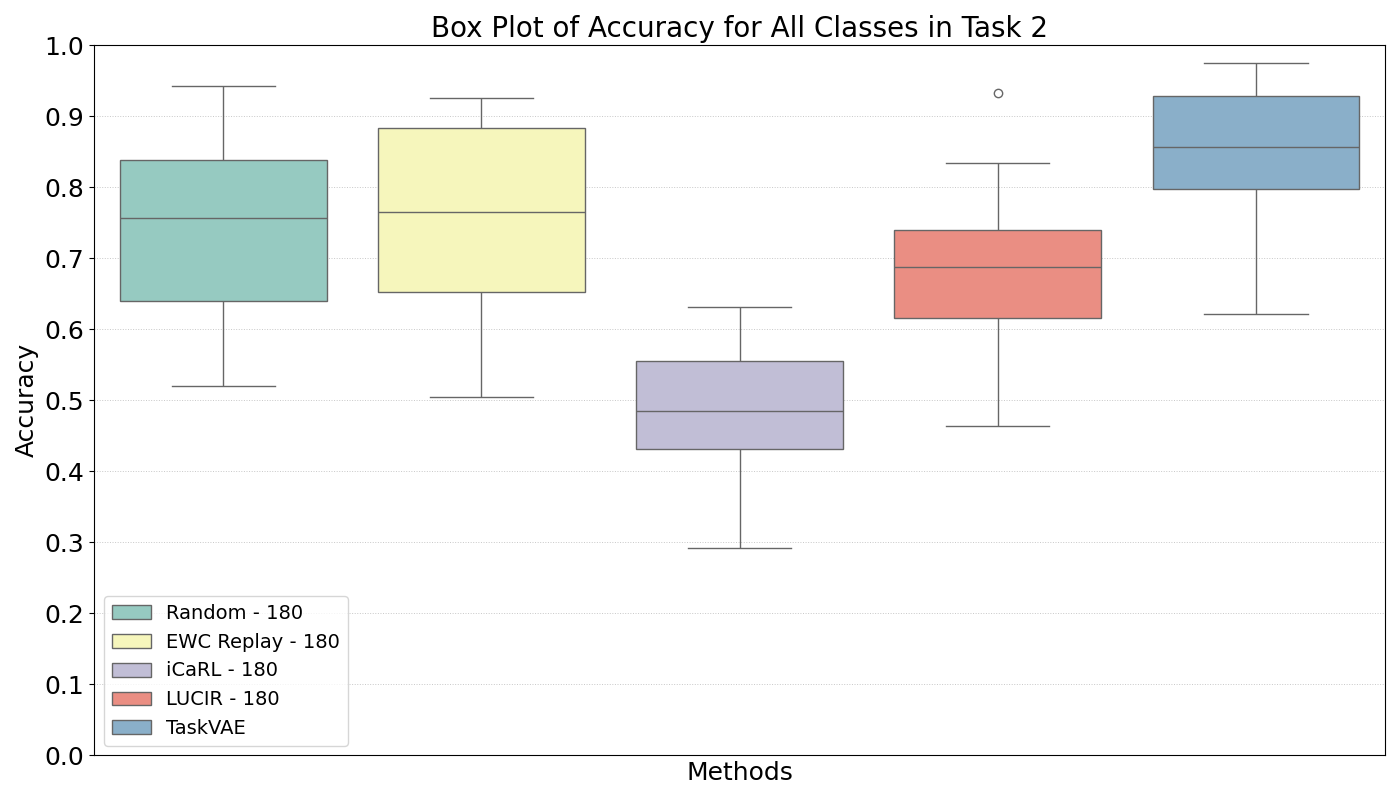 Box Plot of Accuracy for All Classes in Task 2
Accuracy
1.0
0.9
0.8
0.7
0.6
0.5
0.4
0.3
0.2
0.1
0.0
Random - 180
EWC Replay - 180
iCaRL - 180
LUCIR - 180
TaskVAE
Methods